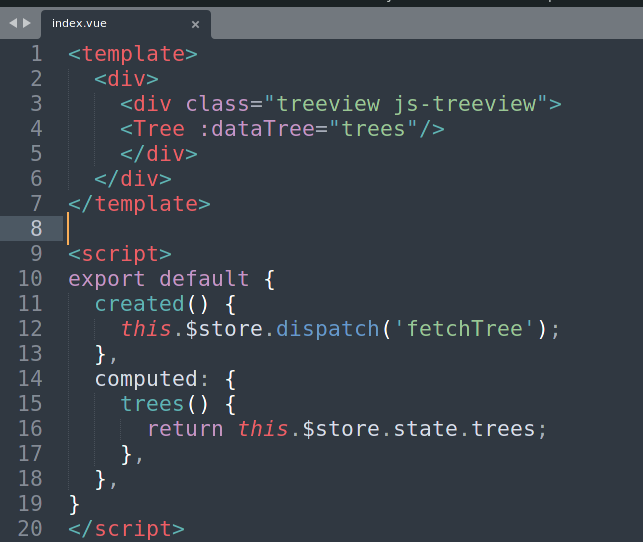 index.vue ×
1 <template>
2   <div>
3     <div class="treeview js-treeview">
4     <Tree :dataTree="trees"/>
5     </div>
6   </div>
7 </template>
8
9 <script>
10 export default {
11   created() {
12     this.$store.dispatch('fetchTree');
13   },
14   computed: {
15     trees() {
16       return this.$store.state.trees;
17     },
18   },
19 }
20 </script>